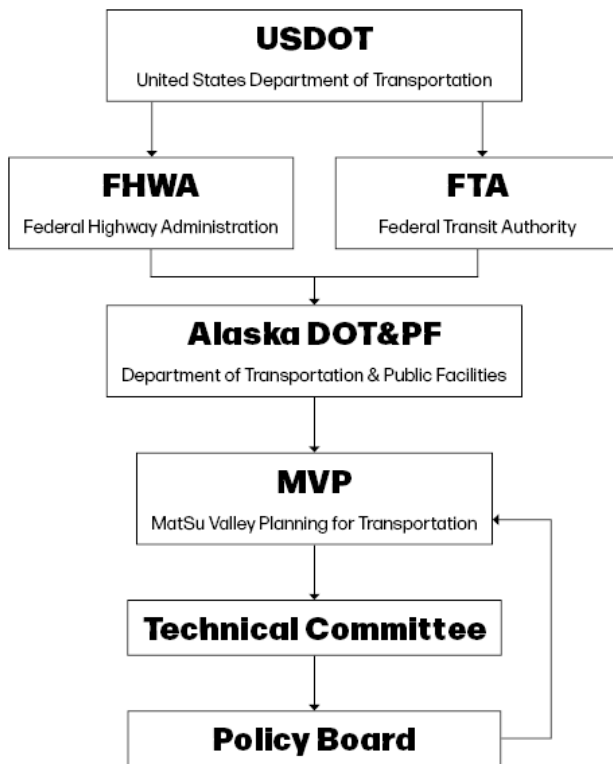 USDOT
United States Department of Transportation
FHWA
Federal Highway Administration
FTA
Federal Transit Authority
Alaska DOT&PF
Department of Transportation & Public Facilities
MVP
MatSu Valley Planning for Transportation
Technical Committee
Policy Board